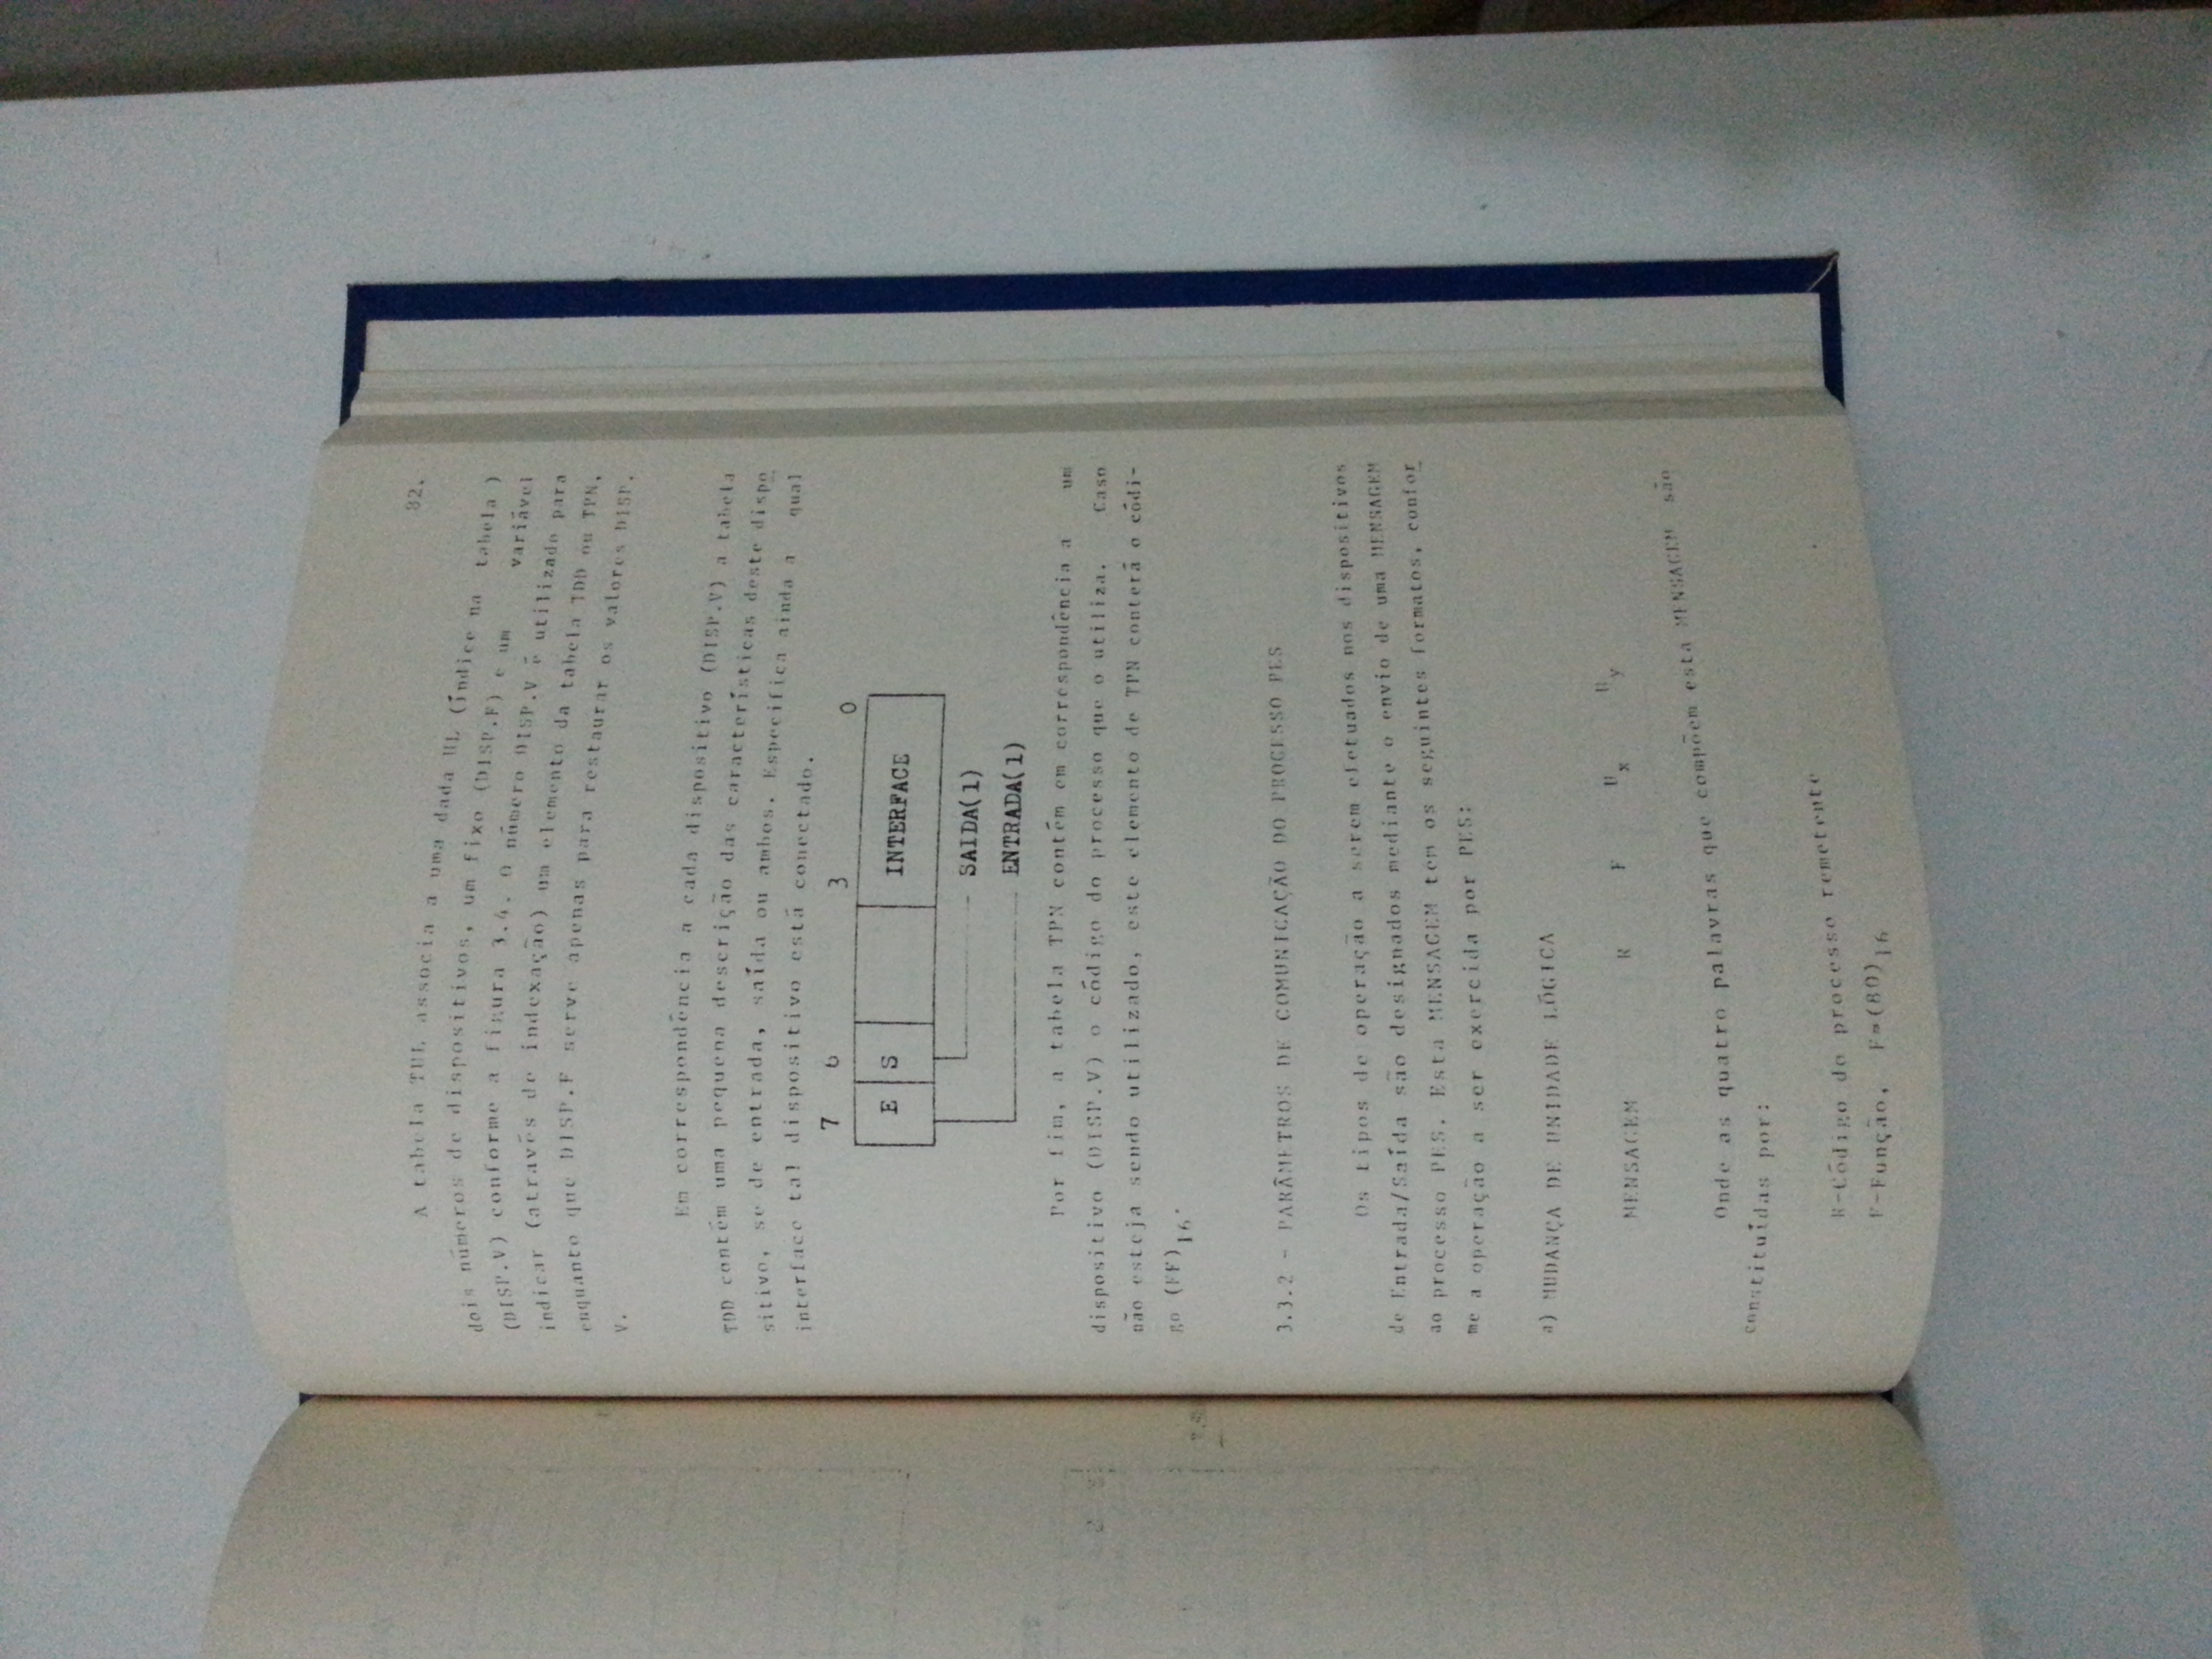 82.
A tabela TUL associa a uma dada UL (índice na tabela )
dois números de dispositivos, um fixo (DISP.F) e um variável
(DISP.V) conforme a figura 3.4. O número DISP.V é utilizado para
indicar (através de indexação) um elemento da tabela TDD ou TPN,
enquanto que DISP.F serve apenas para restaurar os valores DISP.
V.
Em correspondência a cada dispositivo (DISP.V) a tabela
TDD contém uma pequena descrição das características deste dispo
sitivo, se de entrada, saída ou ambos. Especifica ainda a qual
interface tal dispositivo está conectado.
7 6 3 0
E S INTERFACE
SAIDA(1)
ENTRADA(1)
Por fim, a tabela TPN contém em correspondência a um
dispositivo (DISP.V) o código do processo que o utiliza. Caso
não esteja sendo utilizado, este elemento de TPN conterá o códi-
go (FF)16.
3.3.2 - PARÂMETROS DE COMUNICAÇÃO DO PROCESSO PES
Os tipos de operação a serem efetuados nos dispositivos
de Entrada/Saída são designados mediante o envio de uma MENSAGEM
ao processo PES. Esta MENSAGEM tem os seguintes formatos, confor
me a operação a ser exercida por PES:
a) MUDANÇA DE UNIDADE LÓGICA
MENSAGEM R F Ux Uy
Onde as quatro palavras que compõem esta MENSAGEM são
constituídas por:
R-Código do processo remetente
F-Função, F=(80)16